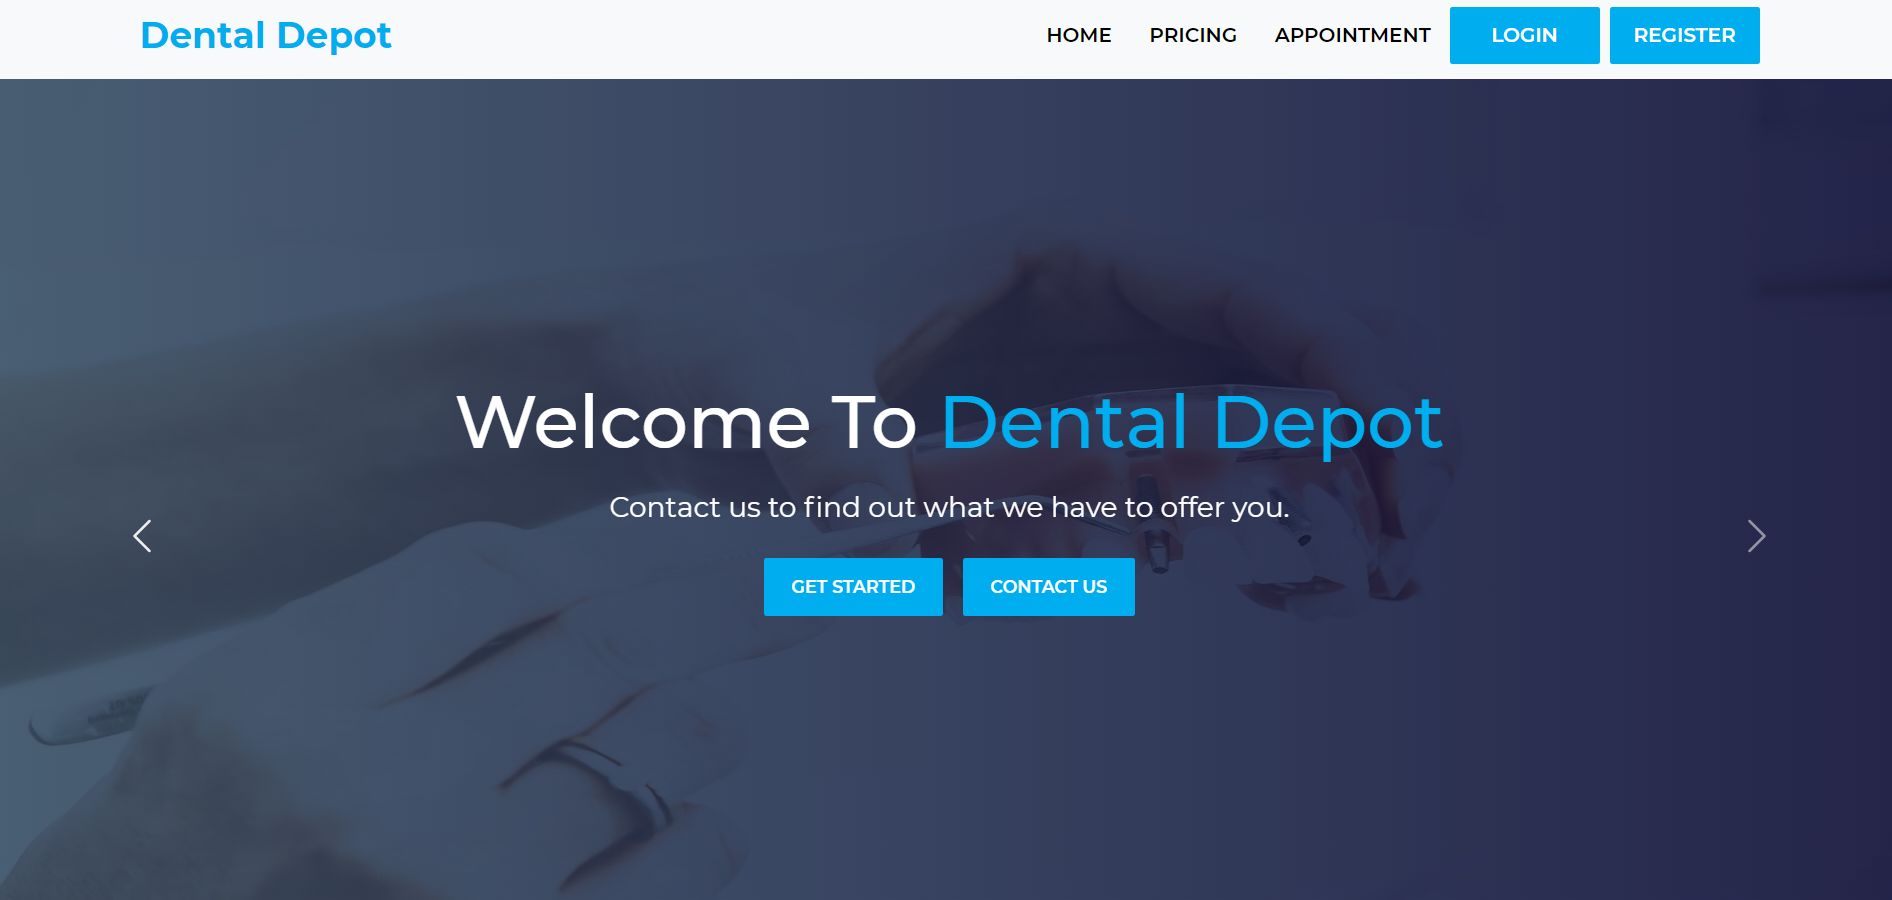 Dental Depot
HOME PRICING APPOINTMENT LOGIN REGISTER
Welcome To Dental Depot
Contact us to find out what we have to offer you.
GET STARTED CONTACT US